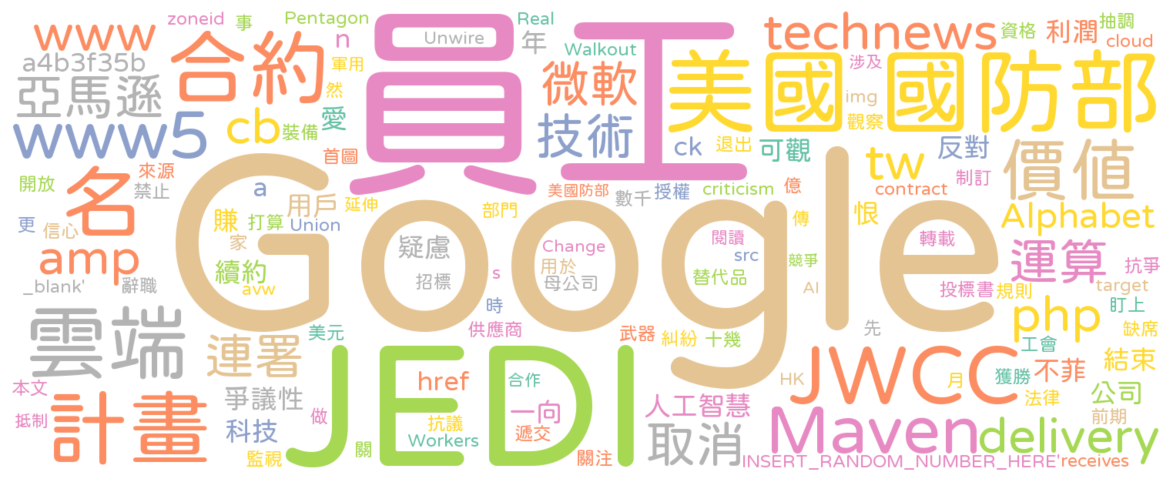 zoneid 事 Pentagon Real 抽調
www 合約 n 員工 Unwire 年 Walkout technews 資格 利潤 cloud
a4b3f35b 軍用 微軟 美國 國防部 涉及
亞馬遜 然 img
www5 cb 裝備 愛 技術 ck 退出 可觀 觀察 反對
來源 首圖 tw 價值
開放 名 禁止 a Google 美國防部 數千 授權 criticism 億 contract 制訂
更 信心 賺 打算 用戶 延伸 部門 Union 傳 恨 Alphabet
amp 家 疑慮 Change 閱讀 src 競爭 轉載 運算 抗爭
_blank' 辭職 續約 avw 招標 s 用於 母公司 替代品 AI 投標書 規則 target
雲端 連署 美元 時 供應商 武器 糾紛 十幾 先 php 盯上 缺席
工會 結束
本文 計畫 JEDI href 合作 HK JWCC 月 獲勝 不菲 公司
抵制 爭議性 做 抗議 一向 人工智慧 法律 前期
科技 Workers 遞交 取消 Maven delivery
監視 關 關注 INSERT_RANDOM_NUMBER_HERE' receives